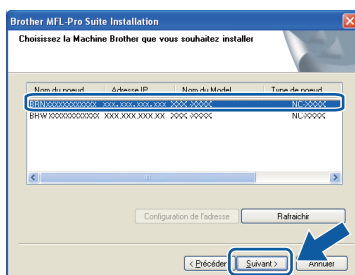 Brother MFL-Pro Suite Installation
Choisissez la Machine Brother que vous souhaitez installer
Nom du noeud Adresse IP Nom du Model Type de noeud
BRNXXXXXXXXXXXX XXX.XXX.XXX.XXX XXX-XXXXX NC-XXXX
BRWXXXXXXXXXXXX XXX.XXX.XXX.XX XXX-XXXXX NC-XXXX
Configuration de l'adresse Rafraichir
< Précéder Suivant > Annuler